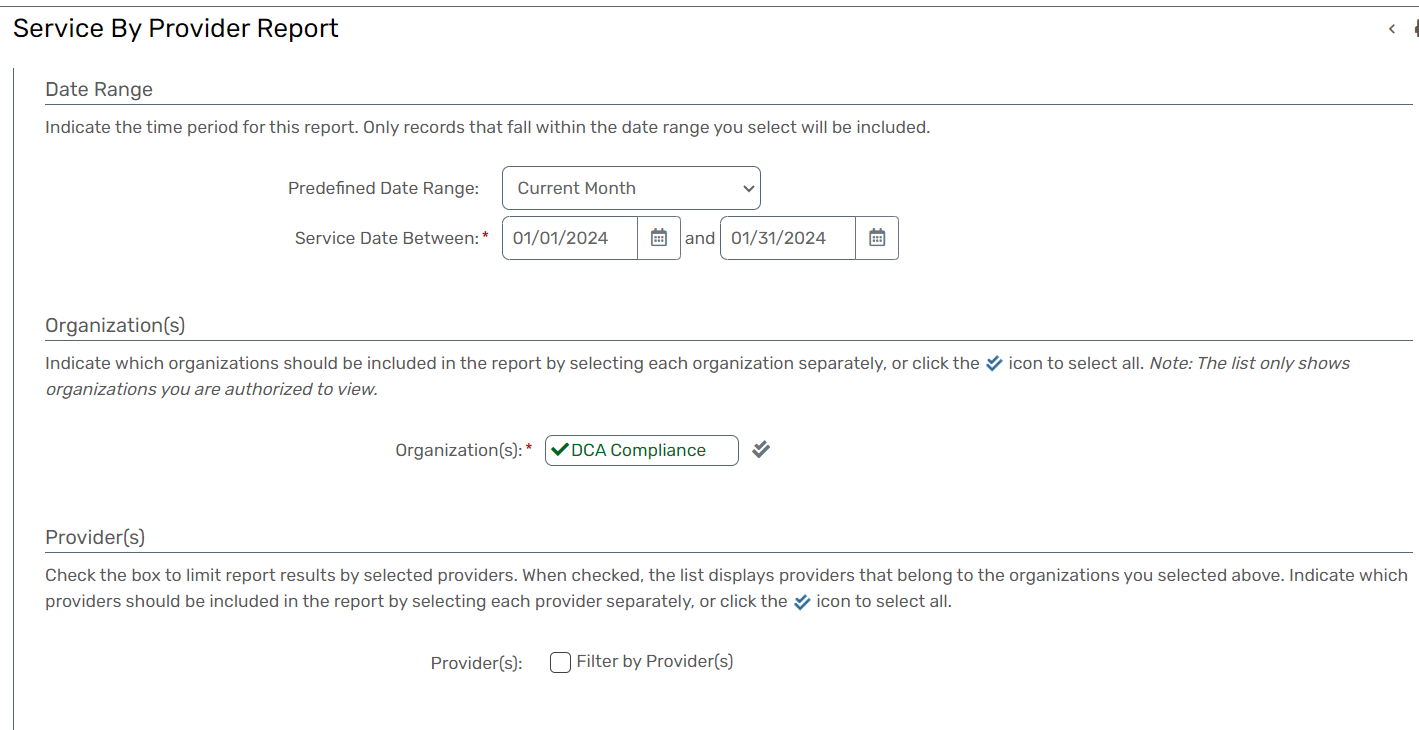 Service By Provider Report
Date Range
Indicate the time period for this report. Only records that fall within the date range you select will be included.
Predefined Date Range: Current Month
Service Date Between:* 01/01/2024 and 01/31/2024
Organization(s)
Indicate which organizations should be included in the report by selecting each organization separately, or click the icon to select all. Note: The list only shows
organizations you are authorized to view.
Organization(s):* DCA Compliance
Provider(s)
Check the box to limit report results by selected providers. When checked, the list displays providers that belong to the organizations you selected above. Indicate which
providers should be included in the report by selecting each provider separately, or click the icon to select all.
Provider(s): Filter by Provider(s)